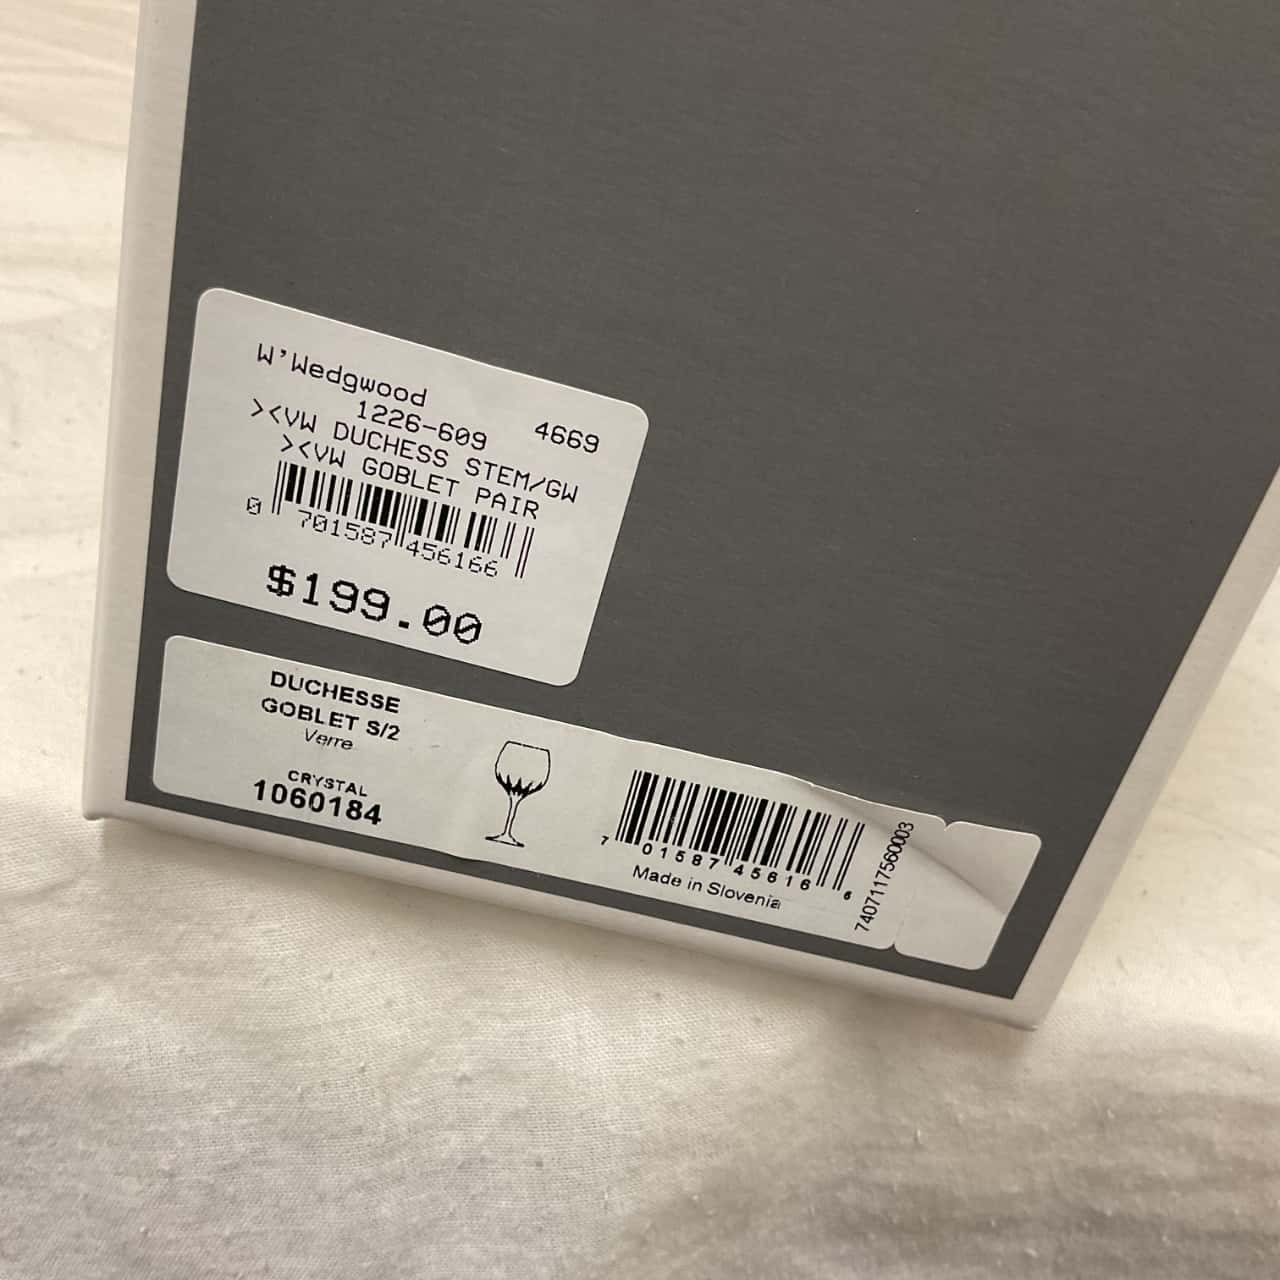 W'Wedgwood
1226-609 4669
><VW DUCHESS STEM/GW
><VW GOBLET PAIR
0 701587 456166
$199.00
DUCHESSE
GOBLET S/2
Verre
CRYSTAL
1060184
7 01587 45616 6
Made in Slovenia
7407117560003